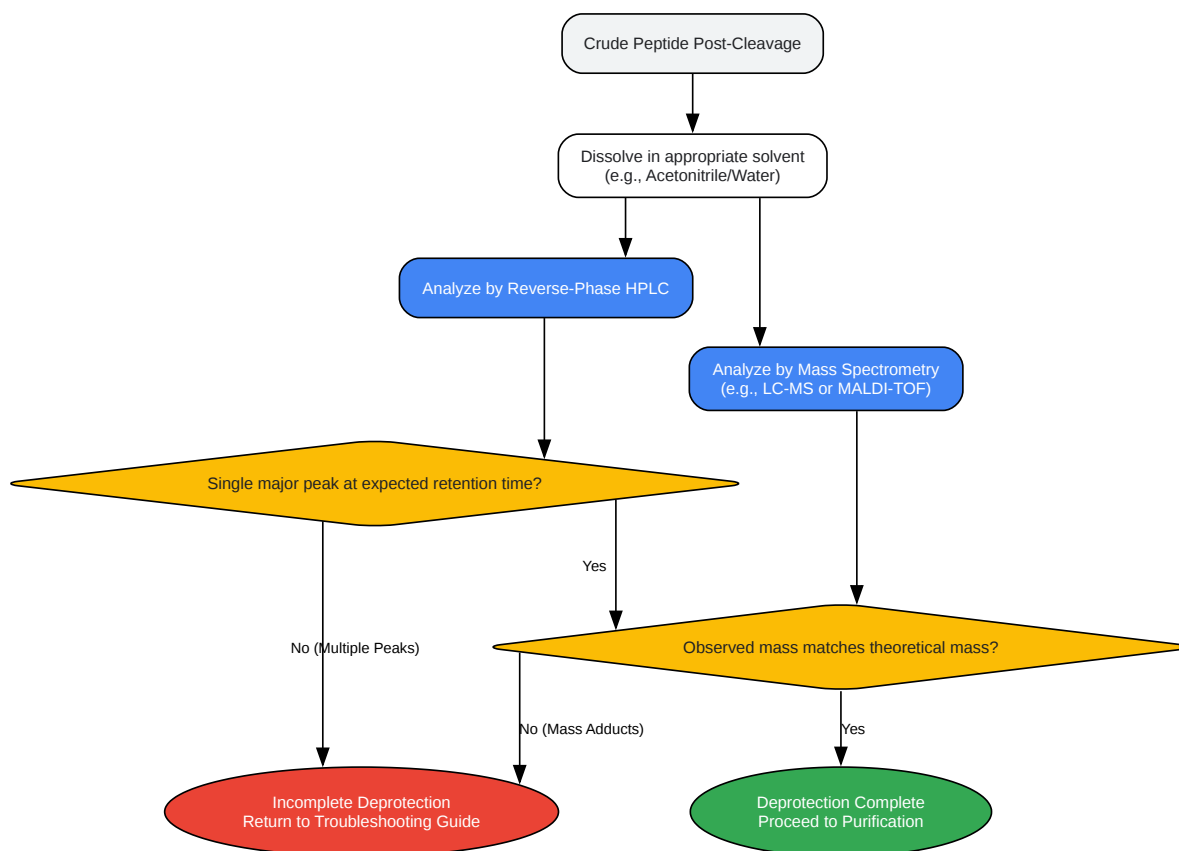 Crude Peptide Post-Cleavage
Dissolve in appropriate solvent
(e.g., Acetonitrile/Water)
Analyze by Reverse-Phase HPLC
Analyze by Mass Spectrometry
(e.g., LC-MS or MALDI-TOF)
Single major peak at expected retention time?
Yes
No (Multiple Peaks)
Observed mass matches theoretical mass?
No (Mass Adducts)
Yes
Incomplete Deprotection
Return to Troubleshooting Guide
Deprotection Complete
Proceed to Purification